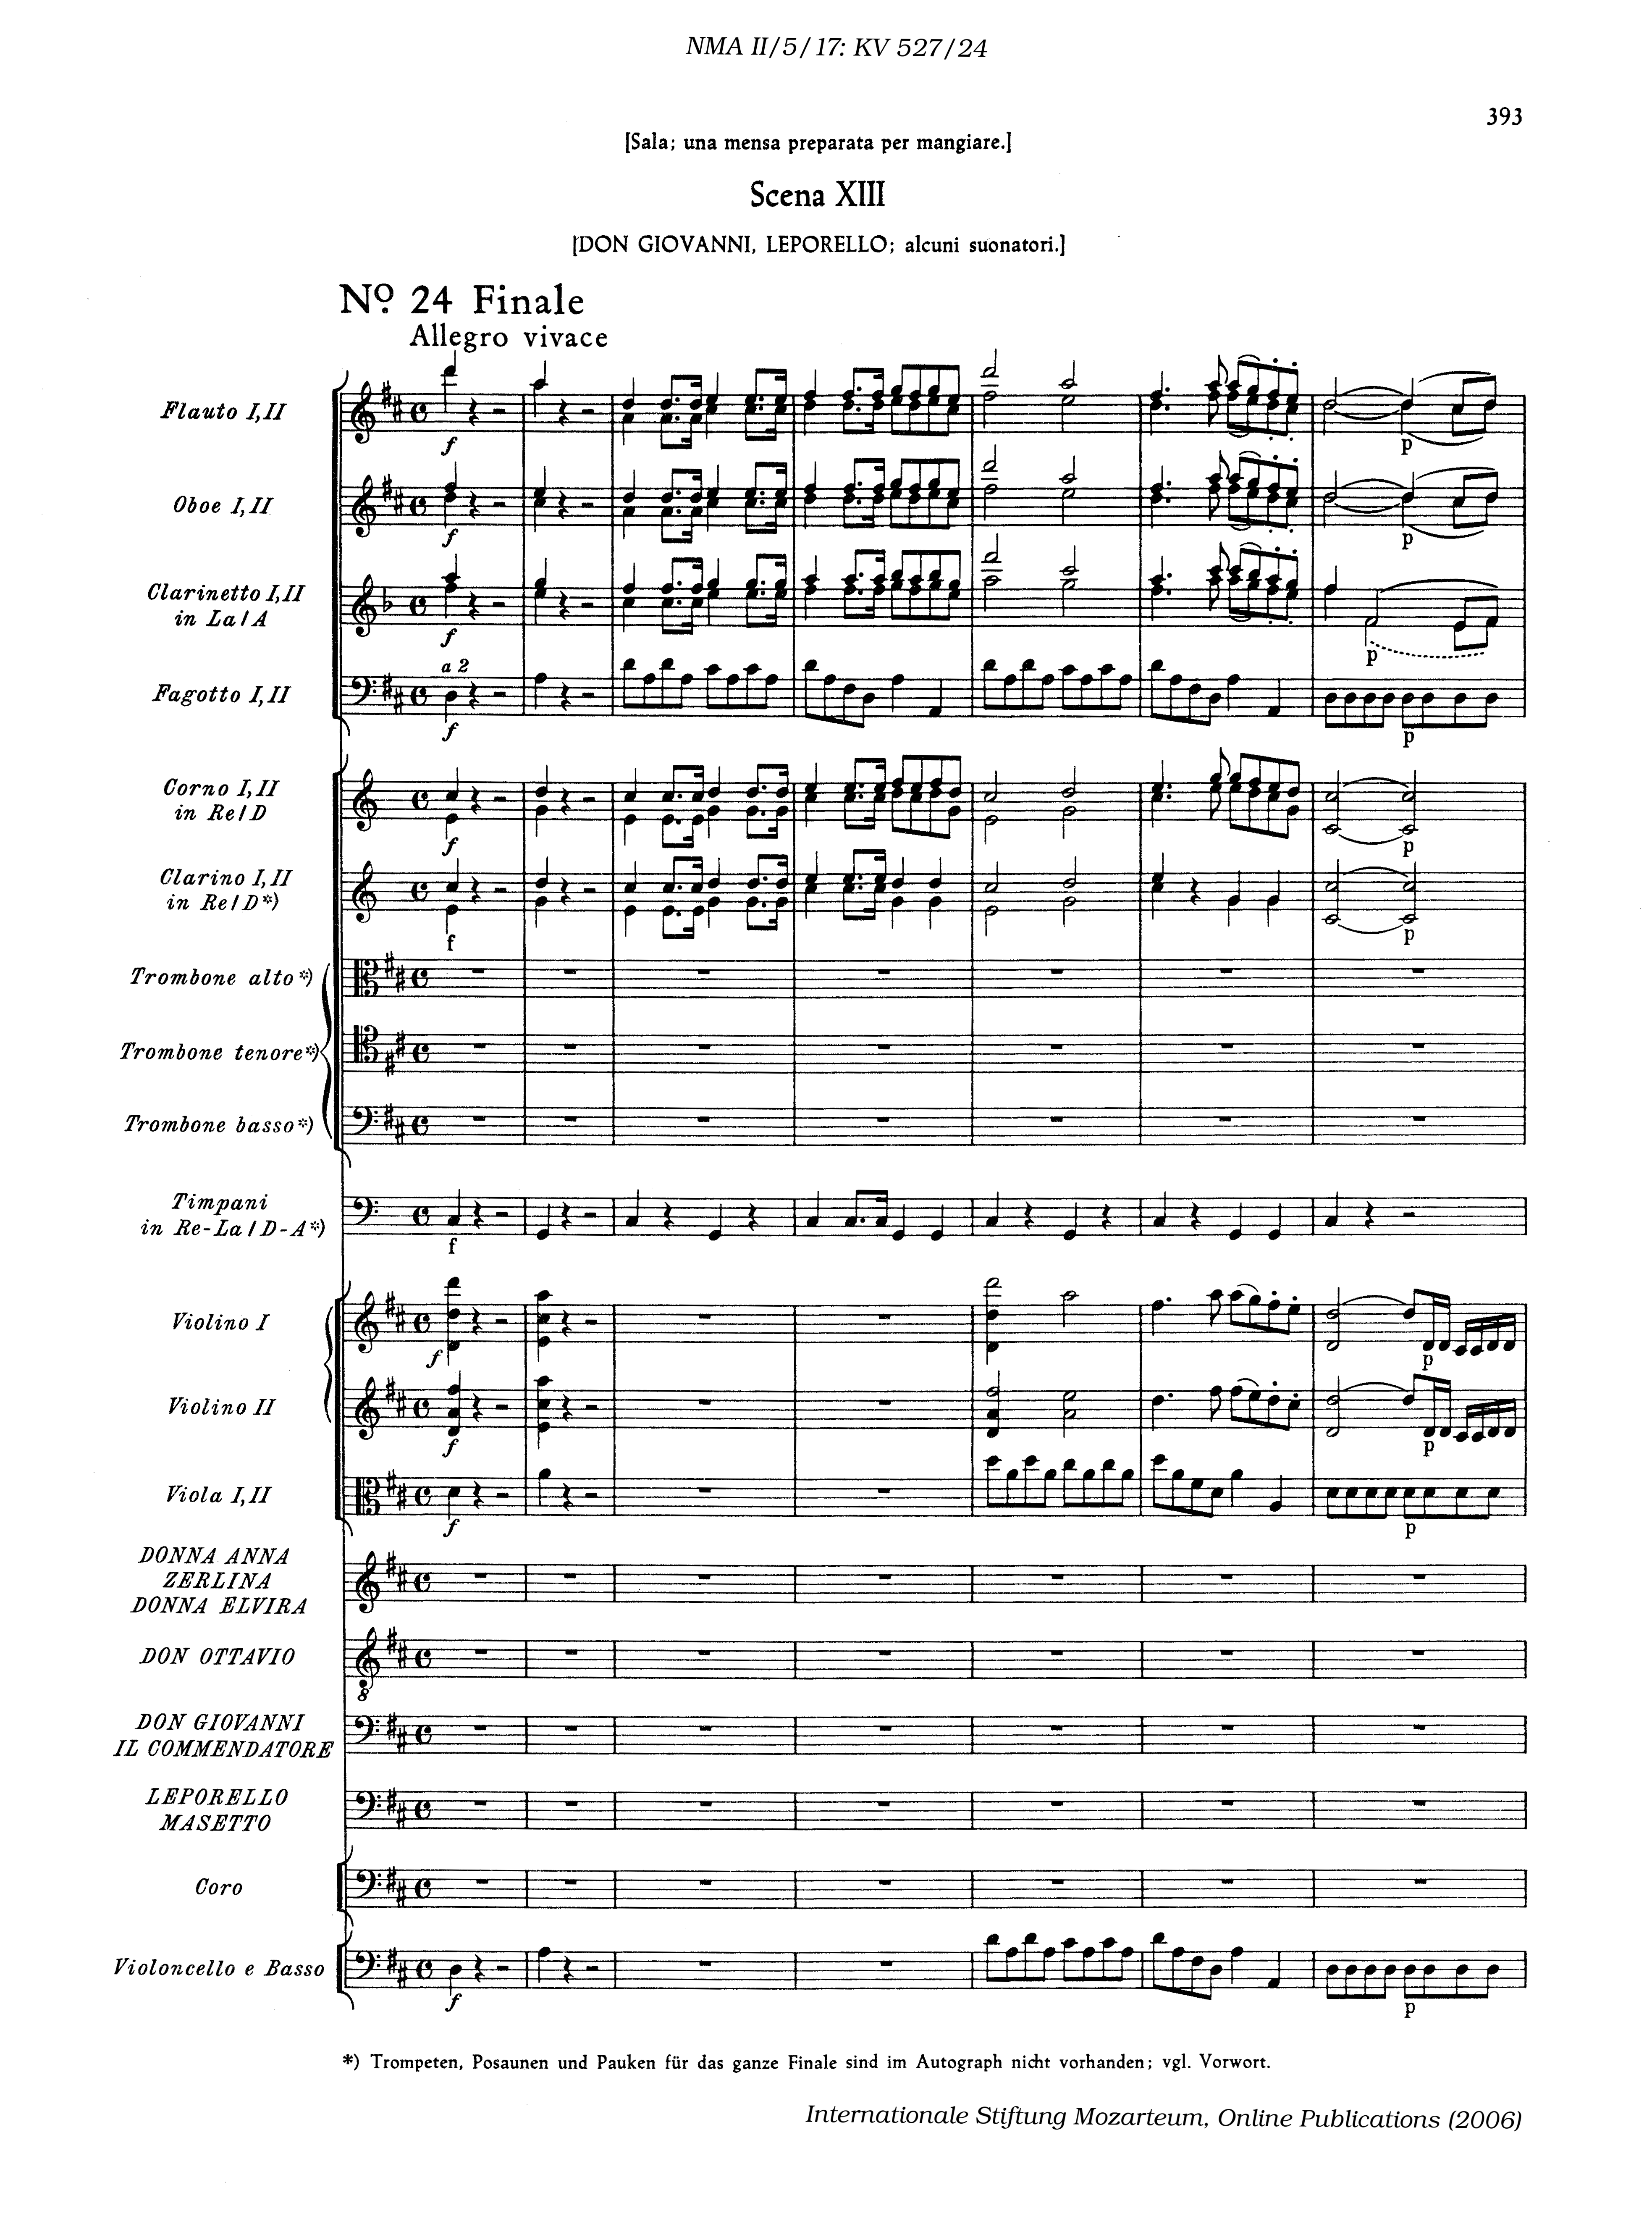 NMA II/5/17: KV 527/24
393
[Sala; una mensa preparata per mangiare.]
Scena XIII
[DON GIOVANNI, LEPORELLO; alcuni suonatori.]
Nº. 24 Finale
Allegro vivace
Flauto I, II
f
p
Oboe I, II
f
p
Clarinetto I, II
in La/A
f
p
a 2
Fagotto I, II
f
p
Corno I, II
in Re/D
f
p
Clarino I, II
in Re/D*)
f
p
Trombone alto*)
Trombone tenore*)
Trombone basso*)
Timpani
in Re-La/D-A*)
f
Violino I
f
p
Violino II
f
p
Viola I, II
f
p
DONNA ANNA
ZERLINA
DONNA ELVIRA
DON OTTAVIO
8
DON GIOVANNI
IL COMMENDATORE
LEPORELLO
MASETTO
Coro
Violoncello e Basso
f
p
*) Trompeten, Posaunen und Pauken für das ganze Finale sind im Autograph nicht vorhanden; vgl. Vorwort.
Internationale Stiftung Mozarteum, Online Publications (2006)